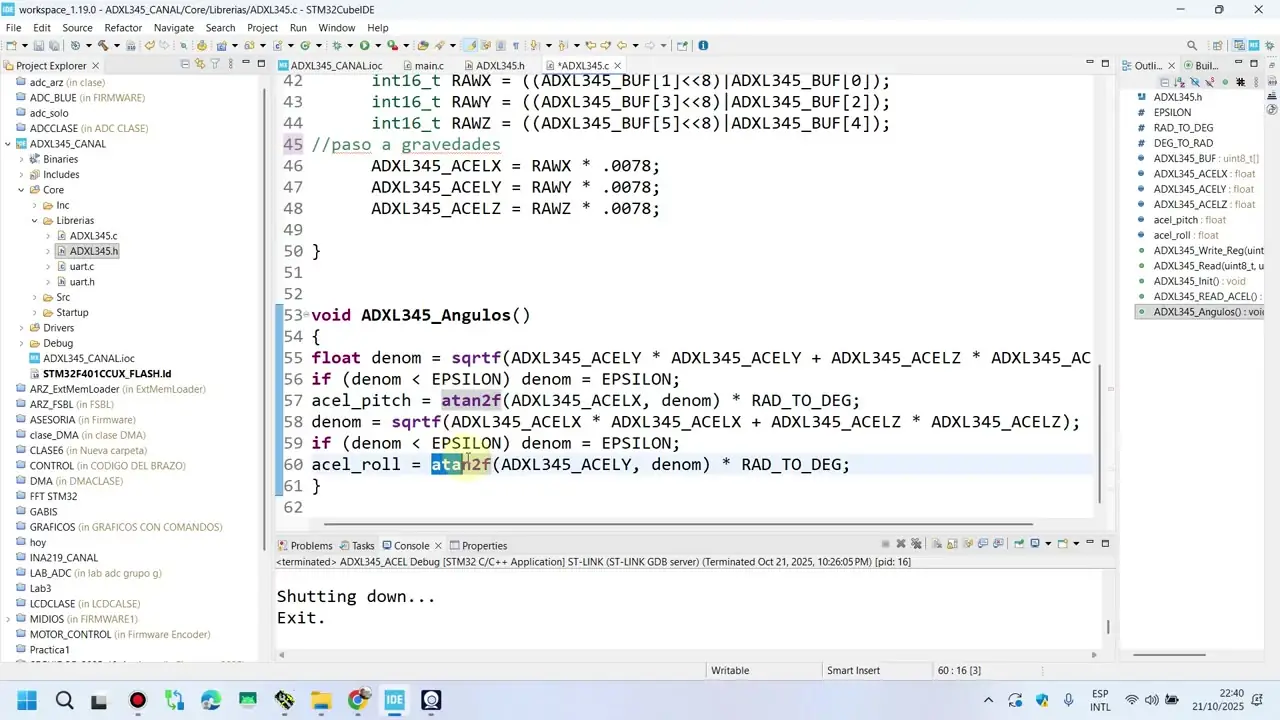 workspace_1.19.0 - ADXL345_CANAL/Core/Librerias/ADXL345.c - STM32CubeIDE
File Edit Source Refactor Navigate Search Project Run Window Help
Project Explorer
ADXL345_CANAL.ioc main.c ADXL345.h *ADXL345.c
Outli... Buil...
adc_arz (in clase)
ADC_BLUE (in FIRMWARE)
adc_solo
ADCCLASE (in ADC CLASE)
ADXL345_CANAL
Binaries
Includes
Core
Inc
Librerias
ADXL345.c
ADXL345.h
uart.c
uart.h
Src
Startup
Drivers
Debug
ADXL345_CANAL.ioc
STM32F401CCUX_FLASH.ld
ARZ_ExtMemLoader (in ExtMemLoader)
ARZ_FSBL (in FSBL)
ASESORIA (in Firmware)
clase_DMA (in clase DMA)
CLASE6 (in Nueva carpeta)
CONTROL (in CODIGO DEL BRAZO)
DMA (in DMACLASE)
FFT STM32
GABIS
GRAFICOS (in GRAFICOS CON COMANDOS)
hoy
INA219_CANAL
LAB_ADC (in lab adc grupo g)
Lab3
LCDCLASE (in LCDCALSE)
MIDIOS (in FIRMWARE1)
MOTOR_CONTROL (in Firmware Encoder)
Practica1
42 int16_t RAWX = ((ADXL345_BUF[1]<<8)|ADXL345_BUF[0]);
43 int16_t RAWY = ((ADXL345_BUF[3]<<8)|ADXL345_BUF[2]);
44 int16_t RAWZ = ((ADXL345_BUF[5]<<8)|ADXL345_BUF[4]);
45 //paso a gravedades
46 ADXL345_ACELX = RAWX * .0078;
47 ADXL345_ACELY = RAWY * .0078;
48 ADXL345_ACELZ = RAWZ * .0078;
49
50 }
51
52
53 void ADXL345_Angulos()
54 {
55 float denom = sqrtf(ADXL345_ACELY * ADXL345_ACELY + ADXL345_ACELZ * ADXL345_AC
56 if (denom < EPSILON) denom = EPSILON;
57 acel_pitch = atan2f(ADXL345_ACELX, denom) * RAD_TO_DEG;
58 denom = sqrtf(ADXL345_ACELX * ADXL345_ACELX + ADXL345_ACELZ * ADXL345_ACELZ);
59 if (denom < EPSILON) denom = EPSILON;
60 acel_roll = atan2f(ADXL345_ACELY, denom) * RAD_TO_DEG;
61 }
62
ADXL345.h
EPSILON
RAD_TO_DEG
DEG_TO_RAD
ADXL345_BUF : uint8_t[]
ADXL345_ACELX : float
ADXL345_ACELY : float
ADXL345_ACELZ : float
acel_pitch : float
acel_roll : float
ADXL345_Write_Reg(uint
ADXL345_Read(uint8_t, u
ADXL345_Init() : void
ADXL345_READ_ACEL() :
ADXL345_Angulos() : voi
Problems Tasks Console Properties
<terminated> ADXL345_ACEL Debug [STM32 C/C++ Application] ST-LINK (ST-LINK GDB server) (Terminated Oct 21, 2025, 10:26:05 PM) [pid: 16]
Shutting down...
Exit.
Writable Smart Insert 60 : 16 [3]
IDE
ESP
INTL
22:40
21/10/2025